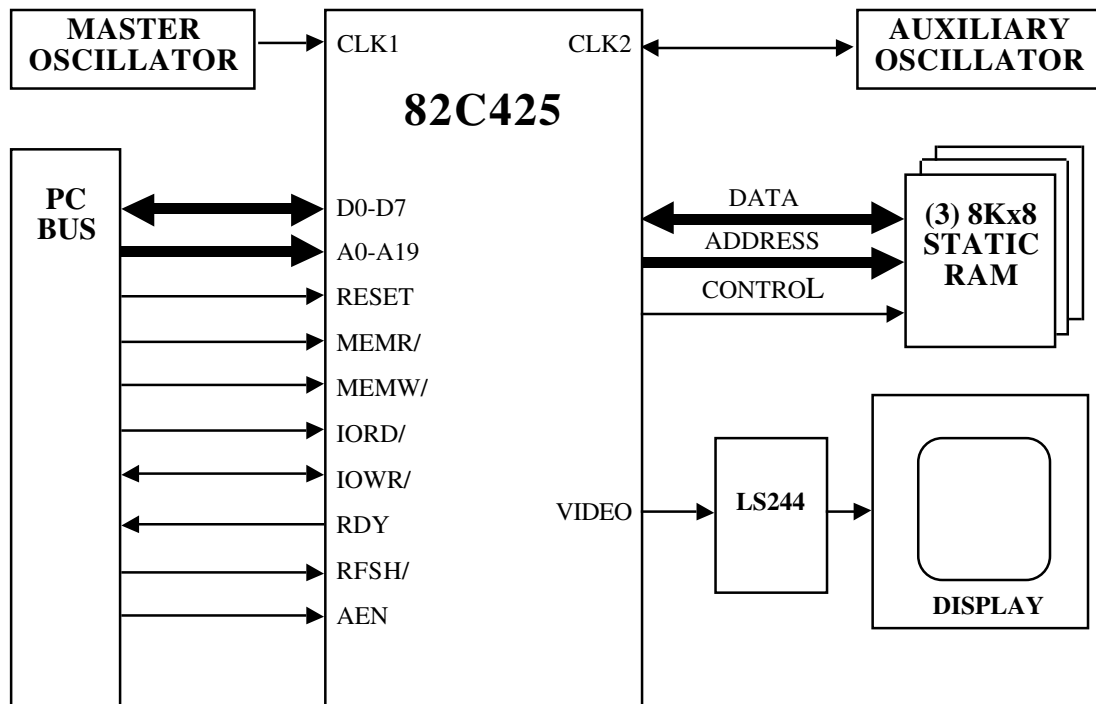 MASTER
OSCILLATOR
CLK1
CLK2
AUXILIARY
OSCILLATOR
82C425
PC
BUS
D0-D7
A0-A19
RESET
MEMR/
MEMW/
IORD/
IOWR/
RDY
RFSH/
AEN
DATA
ADDRESS
CONTROL
(3) 8Kx8
STATIC
RAM
VIDEO
LS244
DISPLAY